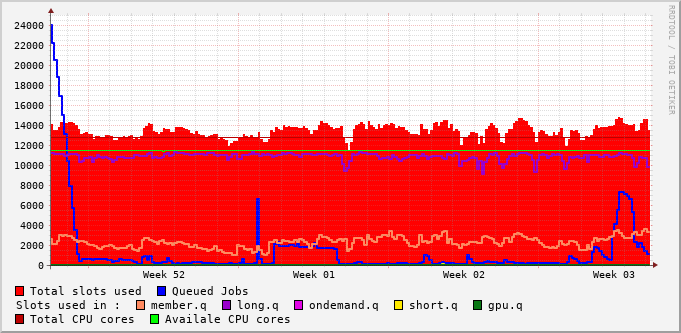 RRDTOOL / TOBI OETIKER
24000
22000
20000
18000
16000
14000
12000
10000
8000
6000
4000
2000
0
Week 52 Week 01 Week 02 Week 03
Total slots used Queued Jobs
Slots used in : member.q long.q ondemand.q short.q gpu.q
Total CPU cores Availale CPU cores